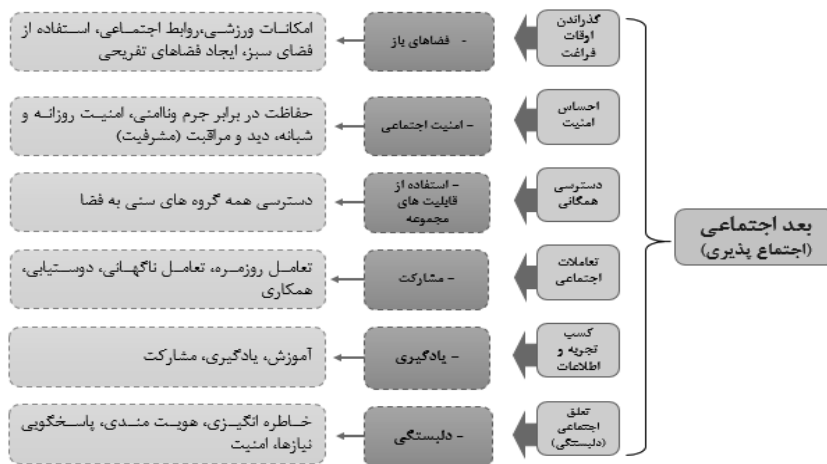 بعد اجتماعی
(اجتماع پذیری)
گذراندن
اوقات
فراغت
- فضاهای باز
امکانات ورزشی،روابط اجتماعی، استفاده از
فضای سبز، ایجاد فضاهای تفریحی
احساس
امنیت
- امنیت اجتماعی
حفاظت در برابر جرم وناامنی، امنیت روزانه و
شبانه، دید و مراقبت (مشرفیت)
دسترسی
همگانی
- استفاده از
قابلیت های
مجموعه
دسترسی همه گروه های سنی به فضا
تعاملات
اجتماعی
- مشارکت
تعامل روزمره، تعامل ناگهانی، دوستیابی،
همکاری
کسب
تجربه و
اطلاعات
- یادگیری
آموزش، یادگیری، مشارکت
تعلق
اجتماعی
(دلبستگی)
- دلبستگی
خاطره انگیزی، هویت مندی، پاسخگویی
نیازها، امنیت